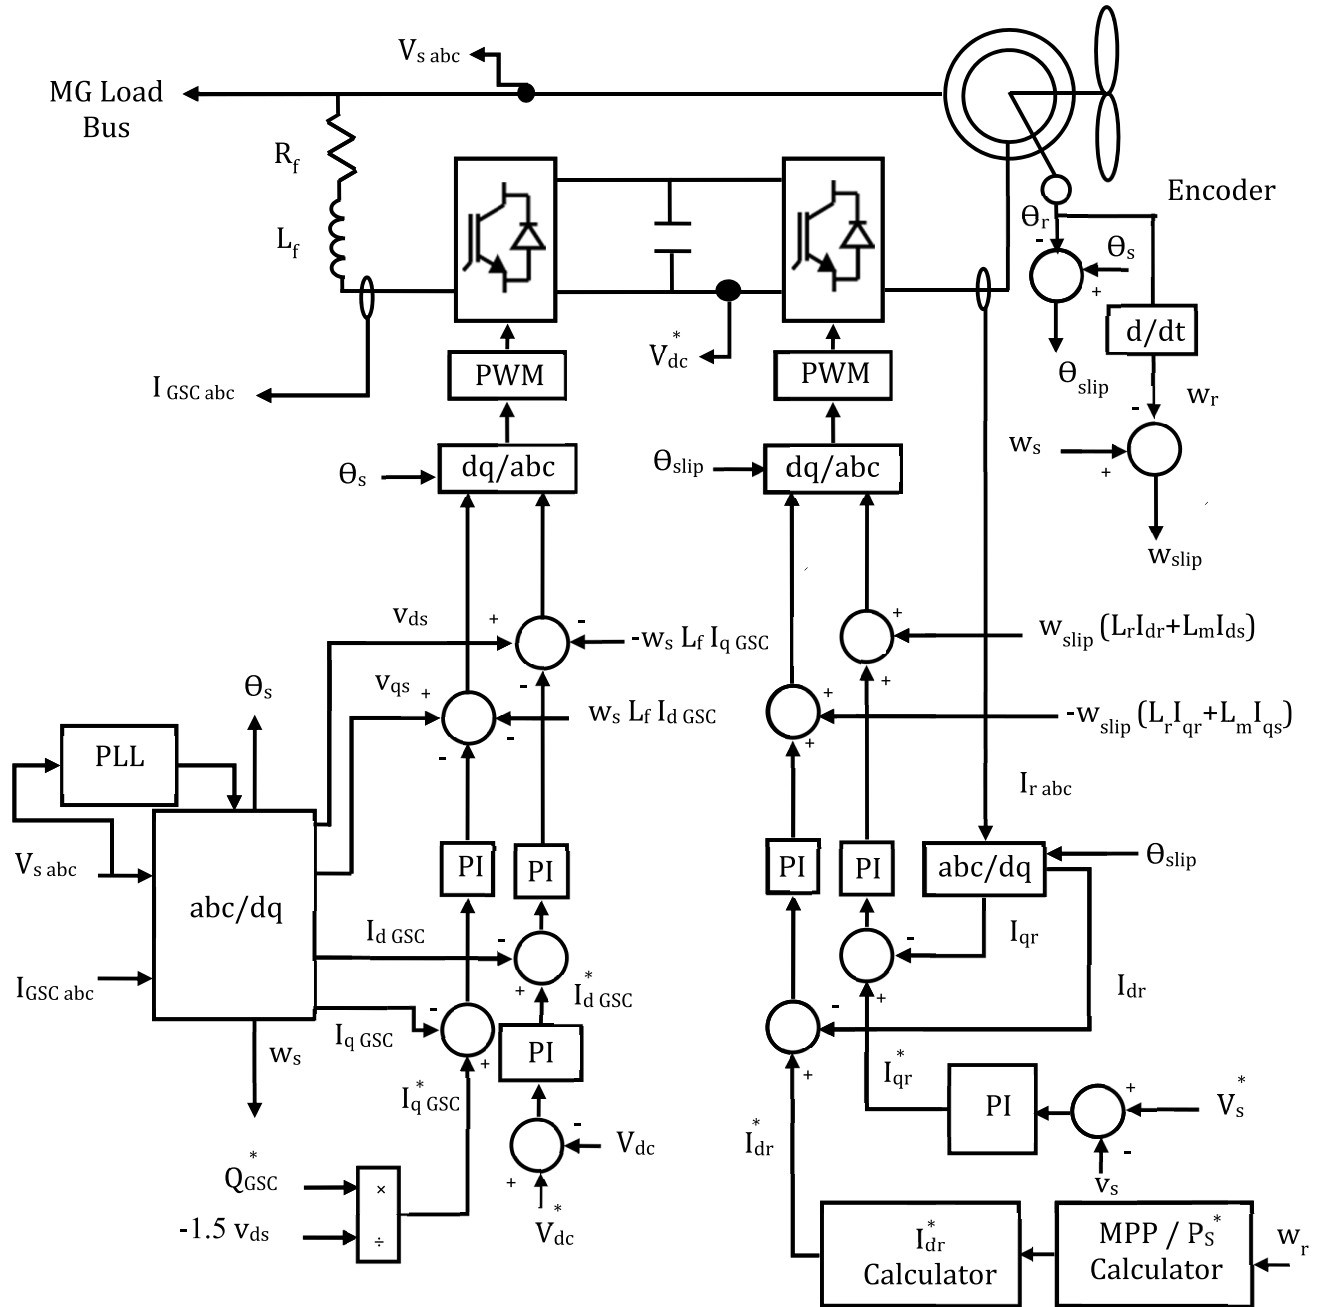 V s abc
MG Load
Bus
R f
Encoder
Θ r
-
Θ s
+
L f
d/dt
V dc *
PWM
PWM
Θ slip
w r
I GSC abc
-
w s
+
Θ s
dq/abc
Θ slip
dq/abc
w slip
v ds
+
-
-w s L f I q GSC
+
w slip (L r I dr +L m I ds )
-
+
Θ s
v qs
+
-
w s L f I d GSC
+
-w slip (L r I qr +L m I qs )
-
+
PLL
I r abc
V s abc
PI
PI
PI
PI
abc/dq
Θ slip
abc/dq
I d GSC
-
-
I qr
+
I d GSC *
+
I dr
I GSC abc
-
-
I q GSC
+
PI
+
w s
I q GSC *
I qr *
PI
+
V s *
-
V dc
I dr *
-
v s
Q GSC *
×
+
-1.5 v ds
÷
V dc *
I dr *
Calculator
MPP / P S *
Calculator
w r